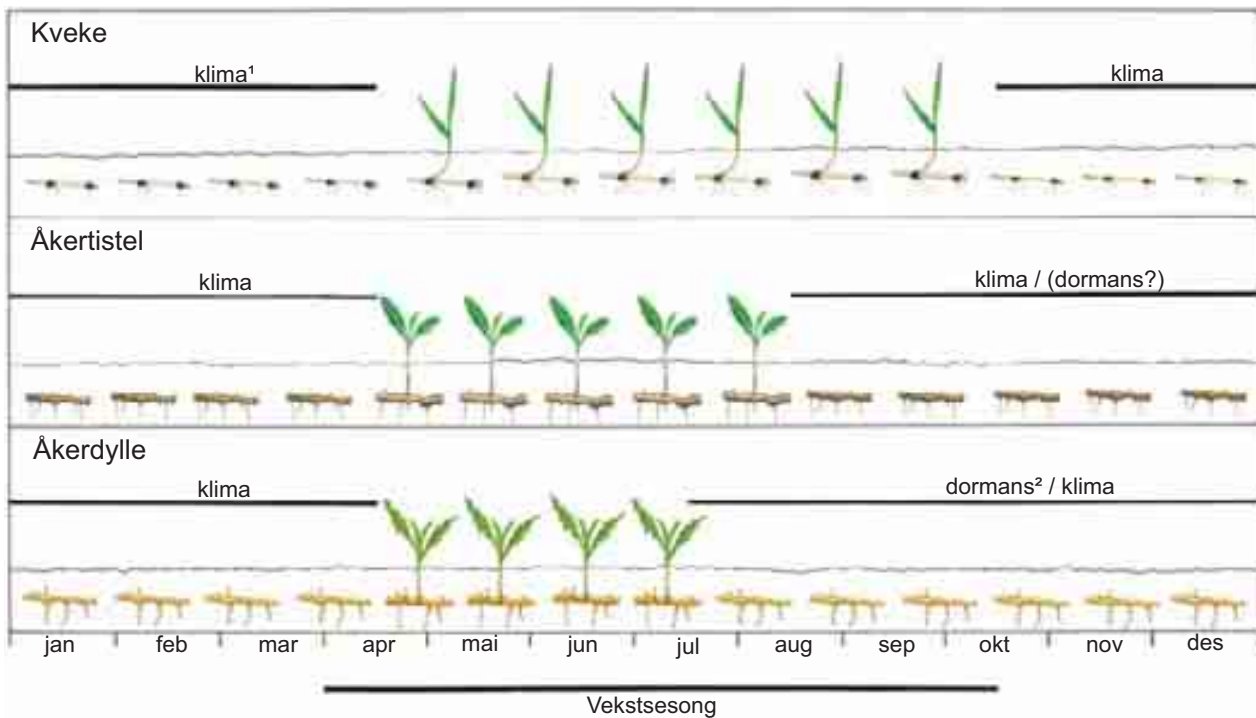 Kveke
klima¹ klima
Åkertistel
klima klima / (dormans?)
Åkerdylle
klima dormans² / klima
jan feb mar apr mai jun jul aug sep okt nov des
Vekstsesong